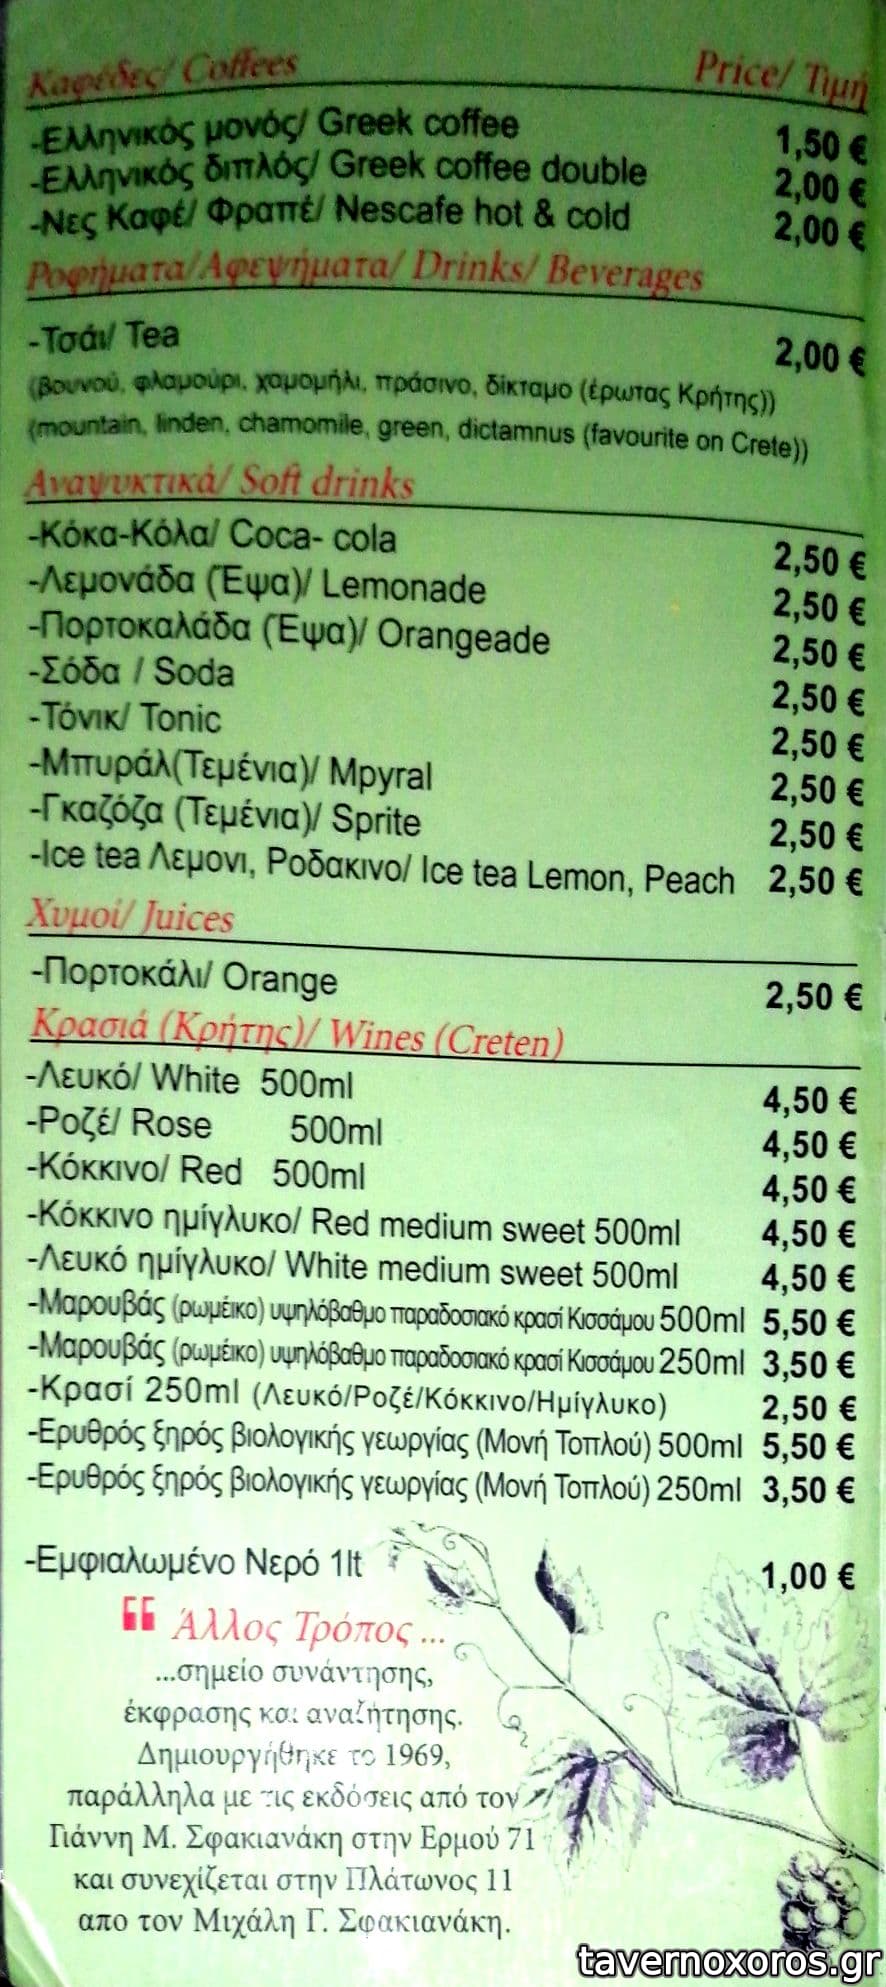 Καφέδες/ Coffees Price/ Τιμή
-Ελληνικός μονός/ Greek coffee 1,50 €
-Ελληνικός διπλός/ Greek coffee double 2,00 €
-Νες Καφέ/ Φραπέ/ Nescafe hot & cold 2,00 €
Ροφήματα/Αφεψήματα/ Drinks/ Beverages
-Τσάι/ Tea 2,00 €
(βουνού, φλαμούρι, χαμομήλι, πράσινο, δίκταμο (έρωτας Κρήτης))
(mountain, linden, chamomile, green, dictamnus (favourite on Crete))
Αναψυκτικά/ Soft drinks
-Κόκα-Κόλα/ Coca- cola 2,50 €
-Λεμονάδα (Έψα)/ Lemonade 2,50 €
-Πορτοκαλάδα (Έψα)/ Orangeade 2,50 €
-Σόδα / Soda 2,50 €
-Τόνικ/ Tonic 2,50 €
-Μπυράλ(Τεμένια)/ Mpyral 2,50 €
-Γκαζόζα (Τεμένια)/ Sprite 2,50 €
-Ice tea Λεμονι, Ροδακινο/ Ice tea Lemon, Peach 2,50 €
Χυμοί/ Juices
-Πορτοκάλι/ Orange 2,50 €
Κρασιά (Κρήτης)/ Wines (Creten)
-Λευκό/ White 500ml 4,50 €
-Ροζέ/ Rose 500ml 4,50 €
-Κόκκινο/ Red 500ml 4,50 €
-Κόκκινο ημίγλυκο/ Red medium sweet 500ml 4,50 €
-Λευκό ημίγλυκο/ White medium sweet 500ml 4,50 €
-Μαρουβάς (ρωμέικο) υψηλόβαθμο παραδοσιακό κρασί Κισσάμου 500ml 5,50 €
-Μαρουβάς (ρωμέικο) υψηλόβαθμο παραδοσιακό κρασί Κισσάμου 250ml 3,50 €
-Κρασί 250ml (Λευκό/Ροζέ/Κόκκινο/Ημίγλυκο) 2,50 €
-Ερυθρός ξηρός βιολογικής γεωργίας (Μονή Τοπλού) 500ml 5,50 €
-Ερυθρός ξηρός βιολογικής γεωργίας (Μονή Τοπλού) 250ml 3,50 €
-Εμφιαλωμένο Νερό 1lt 1,00 €
“ Άλλος Τρόπος ...
...σημείο συνάντησης,
έκφρασης και αναζήτησης.
Δημιουργήθηκε το 1969,
παράλληλα με τις εκδόσεις από τον
Γιάννη Μ. Σφακιανάκη στην Ερμού 71
και συνεχίζεται στην Πλάτωνος 11
απο τον Μιχάλη Γ. Σφακιανάκη.
tavernoxoros.gr